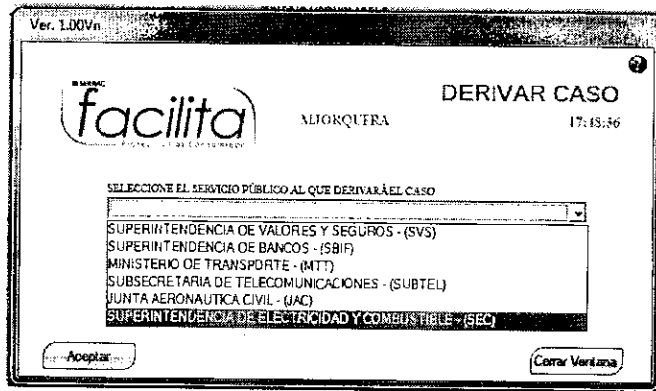 Ver. 1.00Vn
SERNAC
facilita
DERIVAR CASO
17:48:36
SELECCIONE EL SERVICIO PÚBLICO AL QUE DERIVARÁ EL CASO
SUPERINTENDENCIA DE VALORES Y SEGUROS - (SVS)
SUPERINTENDENCIA DE BANCOS - (SBIF)
MINISTERIO DE TRANSPORTE - (MTT)
SUBSECRETARIA DE TELECOMUNICACIONES - (SUBTEL)
JUNTA AERONAUTICA CIVIL - (JAC)
SUPERINTENDENCIA DE ELECTRICIDAD Y COMBUSTIBLE - (SEC)
Aceptar
Cerrar Ventana